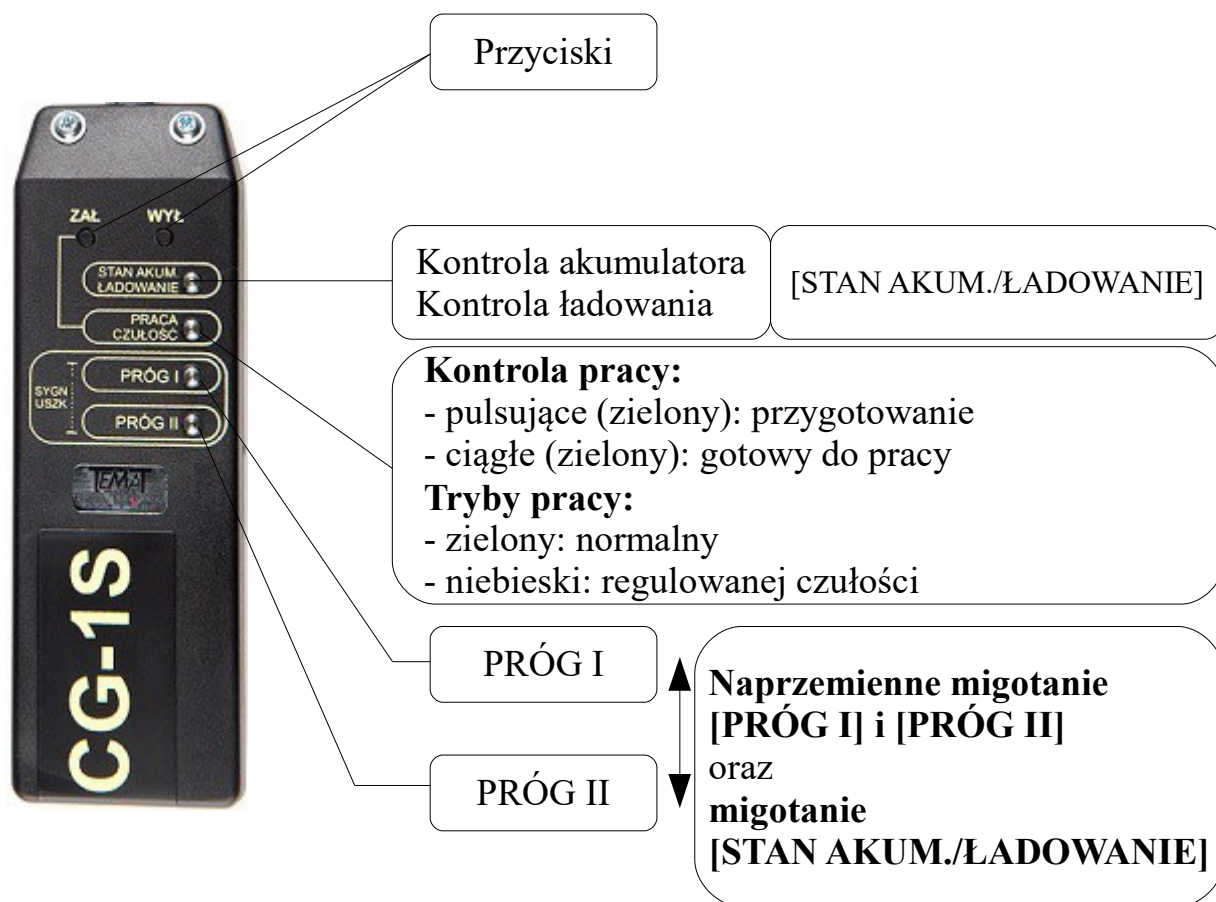 Przyciski
ZAŁ WYŁ
STAN AKUM.
ŁADOWANIE
PRACA
CZUŁOŚĆ
PRÓG I
SYGN
USZK
PRÓG II
TEMAT
CG-1S
Kontrola akumulatora
Kontrola ładowania
[STAN AKUM./ŁADOWANIE]
Kontrola pracy:
- pulsujące (zielony): przygotowanie
- ciągłe (zielony): gotowy do pracy
Tryby pracy:
- zielony: normalny
- niebieski: regulowanej czułości
PRÓG I
PRÓG II
Naprzemienne migotanie
[PRÓG I] i [PRÓG II]
oraz
migotanie
[STAN AKUM./ŁADOWANIE]